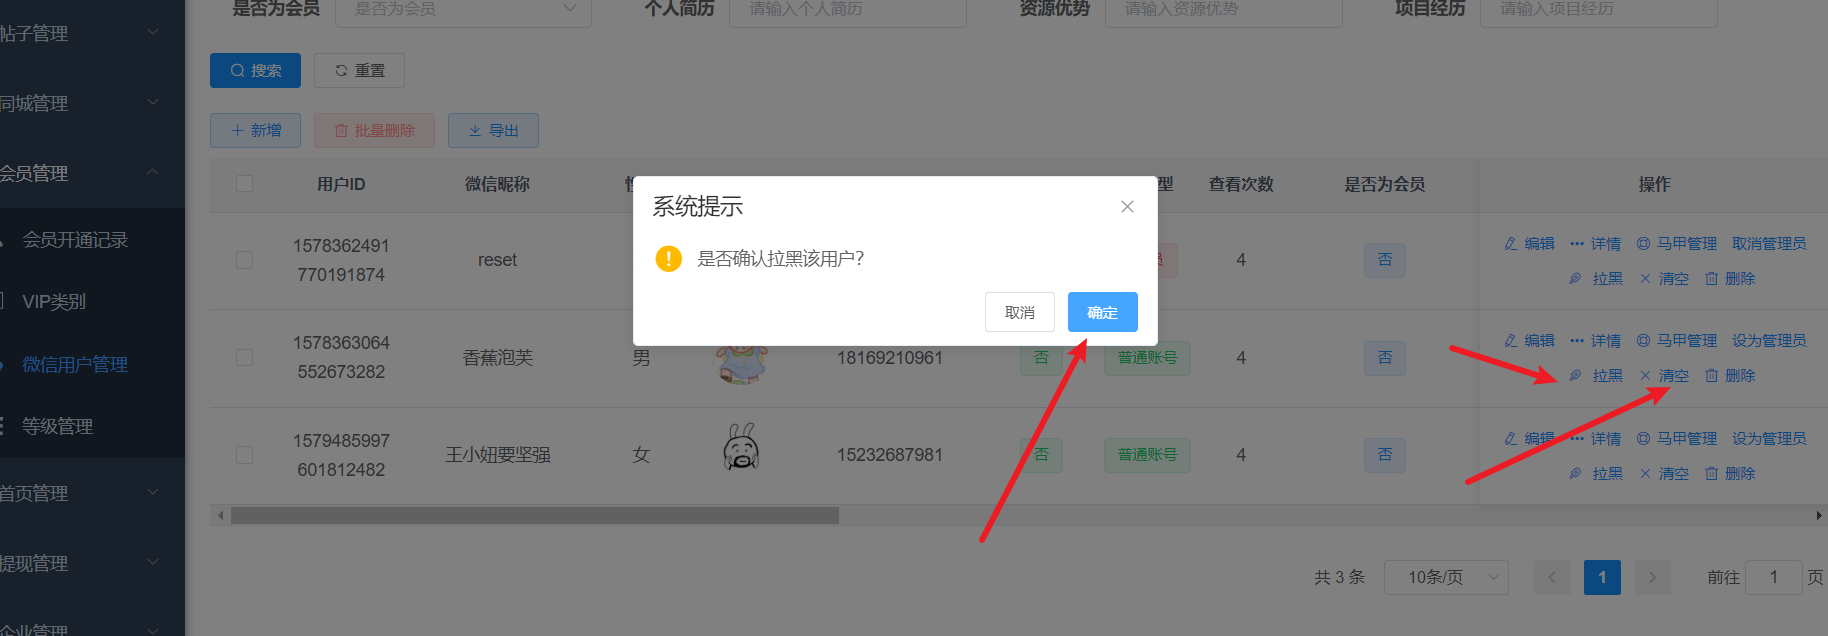 帖子管理
同城管理
会员管理
会员开通记录
VIP类别
微信用户管理
等级管理
首页管理
提现管理
企业管理
是否为会员 是否为会员 个人简历 请输入个人简历 资源优势 请输入资源优势 项目经历 请输入项目经历
搜索 重置
新增 批量删除 导出
用户ID 微信昵称 型 查看次数 是否为会员 操作
1578362491
770191874 reset 4 否 编辑 详情 马甲管理 取消管理员
拉黑 清空 删除
系统提示
是否确认拉黑该用户?
取消 确定
1578363064
552673282 香蕉泡芙 男 18169210961 否 普通账号 4 否 编辑 详情 马甲管理 设为管理员
拉黑 清空 删除
1579485997
601812482 王小妞要坚强 女 15232687981 否 普通账号 4 否 编辑 详情 马甲管理 设为管理员
拉黑 清空 删除
共 3 条 10条/页 1 前往 1 页